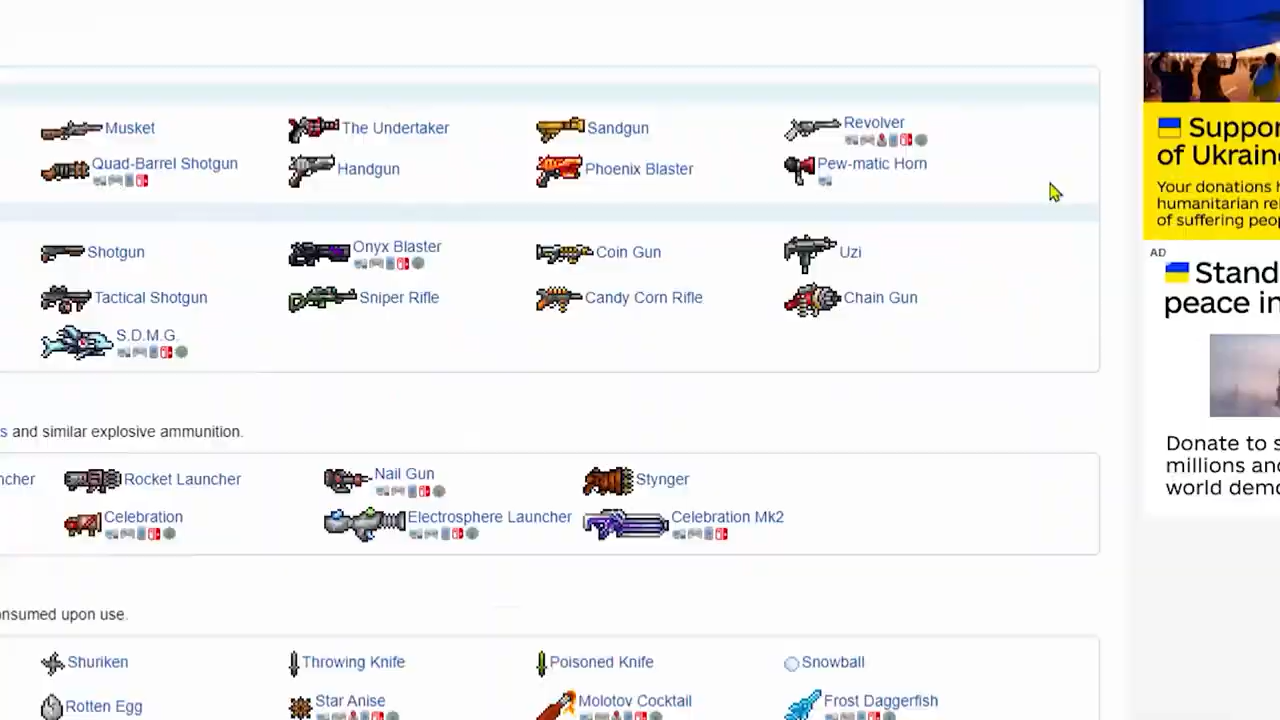 Musket
The Undertaker
Sandgun
Revolver
Quad-Barrel Shotgun
Handgun
Phoenix Blaster
Pew-matic Horn
Shotgun
Onyx Blaster
Coin Gun
Uzi
Tactical Shotgun
Sniper Rifle
Candy Corn Rifle
Chain Gun
S.D.M.G.
s and similar explosive ammunition.
ncher
Rocket Launcher
Nail Gun
Stynger
Celebration
Electrosphere Launcher
Celebration Mk2
onsumed upon use.
Shuriken
Throwing Knife
Poisoned Knife
Snowball
Rotten Egg
Star Anise
Molotov Cocktail
Frost Daggerfish
Suppor
of Ukrain
Your donations h
humanitarian re
of suffering peop
AD
Stand
peace in
Donate to s
millions and
world demo